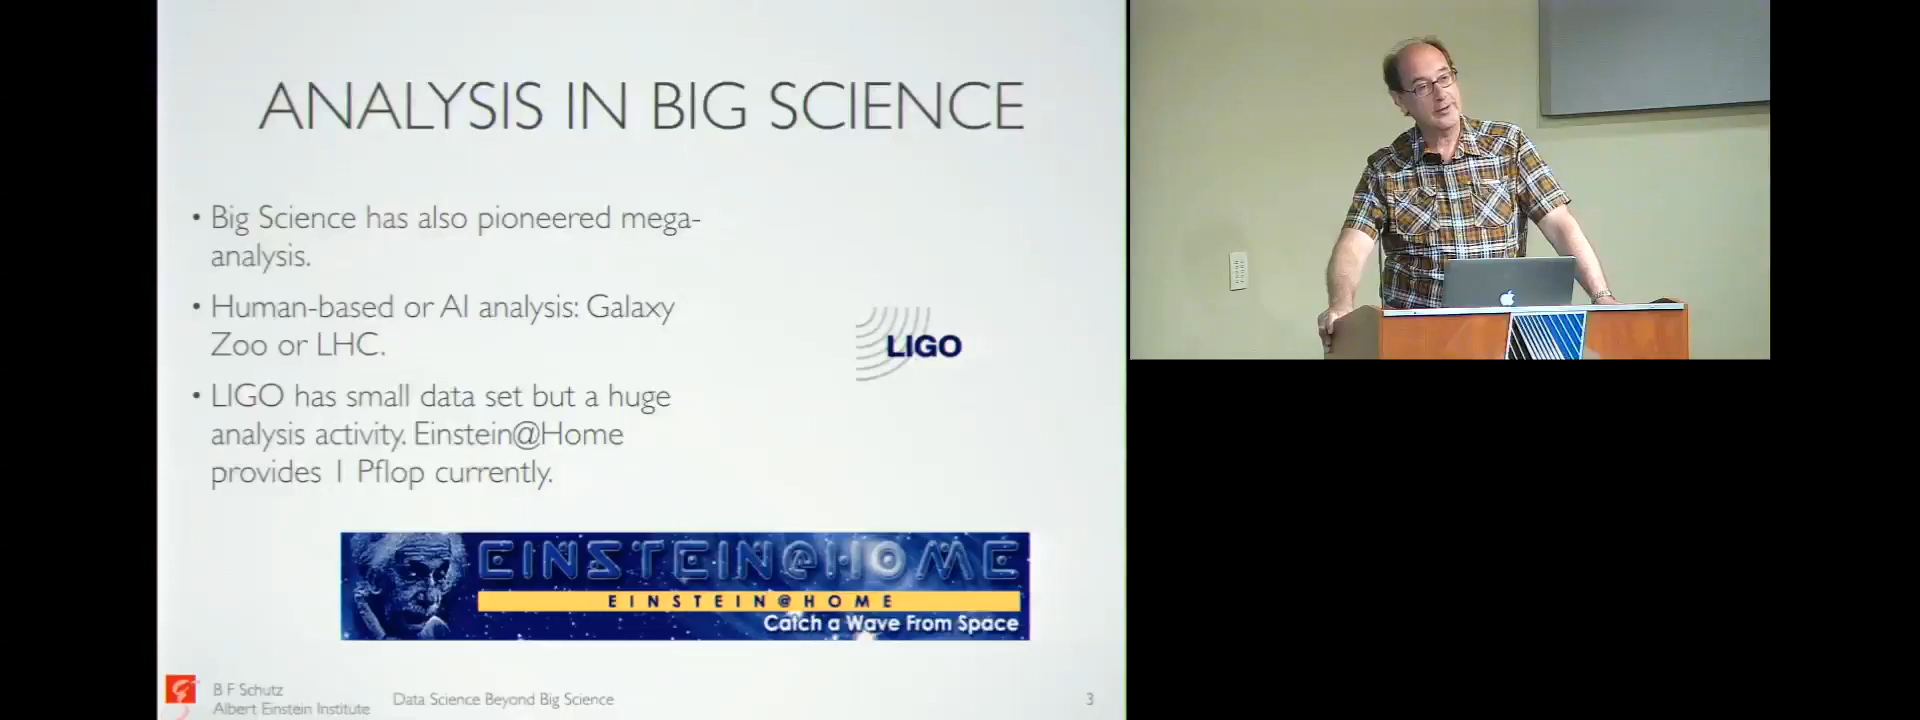 ANALYSIS IN BIG SCIENCE
• Big Science has also pioneered mega-
analysis.
• Human-based or AI analysis: Galaxy
Zoo or LHC.
• LIGO has small data set but a huge
analysis activity. Einstein@Home
provides 1 Pflop currently.
LIGO
EINSTEIN@HOME
EINSTEIN@HOME
Catch a Wave From Space
B F Schutz
Albert Einstein Institute
Data Science Beyond Big Science
3